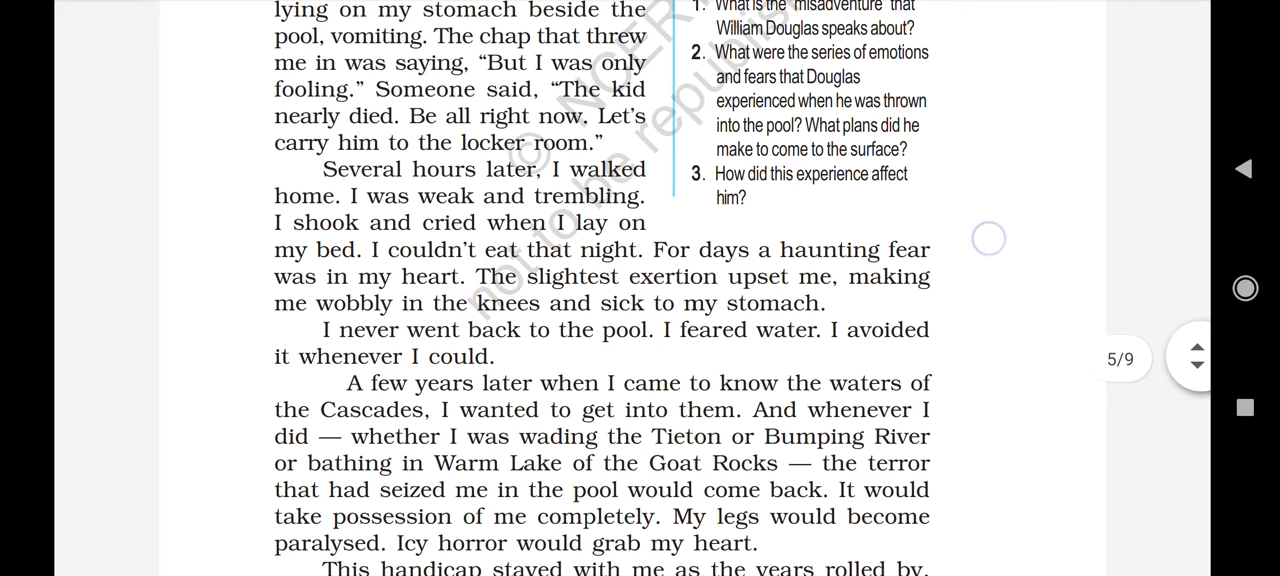 lying on my stomach beside the
pool, vomiting. The chap that threw
me in was saying, “But I was only
fooling.” Someone said, “The kid
nearly died. Be all right now. Let’s
carry him to the locker room.”
Several hours later, I walked
home. I was weak and trembling.
I shook and cried when I lay on
my bed. I couldn’t eat that night. For days a haunting fear
was in my heart. The slightest exertion upset me, making
me wobbly in the knees and sick to my stomach.
I never went back to the pool. I feared water. I avoided
it whenever I could.
A few years later when I came to know the waters of
the Cascades, I wanted to get into them. And whenever I
did — whether I was wading the Tieton or Bumping River
or bathing in Warm Lake of the Goat Rocks — the terror
that had seized me in the pool would come back. It would
take possession of me completely. My legs would become
paralysed. Icy horror would grab my heart.
This handicap stayed with me as the years rolled by.
1. What is the “misadventure” that
William Douglas speaks about?
2. What were the series of emotions
and fears that Douglas
experienced when he was thrown
into the pool? What plans did he
make to come to the surface?
3. How did this experience affect
him?
© NCER
not to be republish
5/9